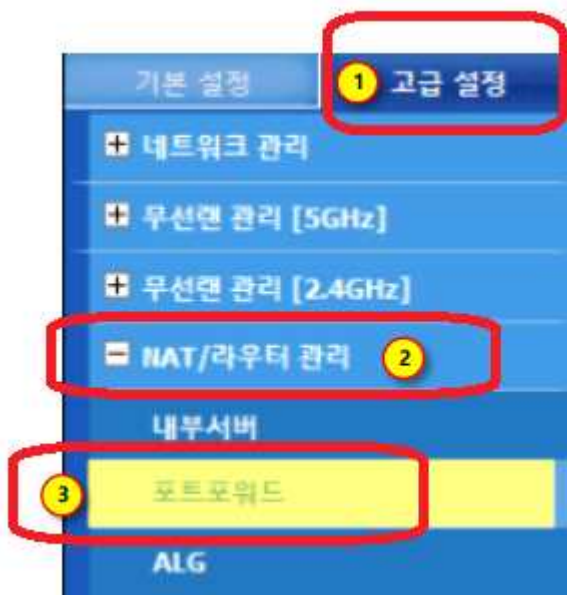 기본 설정
1 고급 설정
네트워크 관리
무선랜 관리 [5GHz]
무선랜 관리 [2.4GHz]
NAT/라우터 관리 2
내부서버
3 포트포워드
ALG